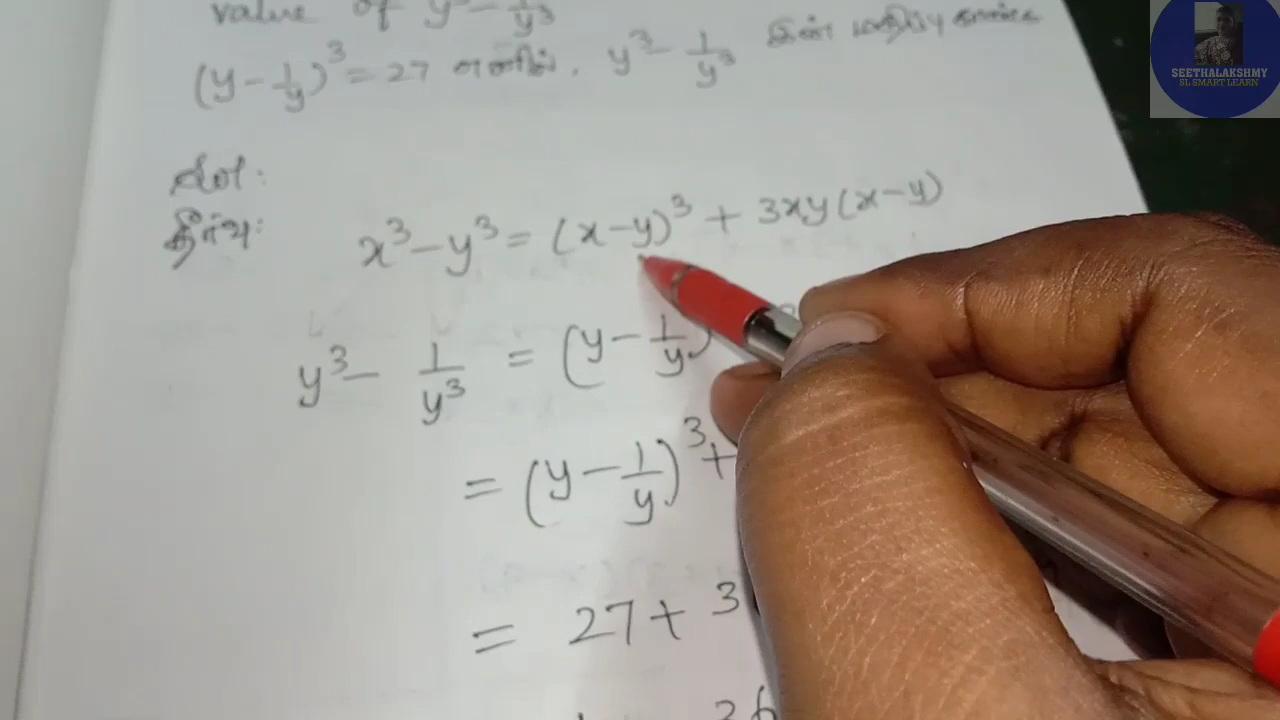 value of y³ - 1/y³
(y - 1/y)³ = 27 எனில், y³ - 1/y³ இன் மதிப்பு காண்க
Sol:
தீர்வு:
x³ - y³ = (x - y)³ + 3xy(x - y)
y³ - 1/y³ = (y - 1/y)
= (y - 1/y)³ +
= 27 + 3
36
SEETHALAKSHMY
SL SMART LEARN